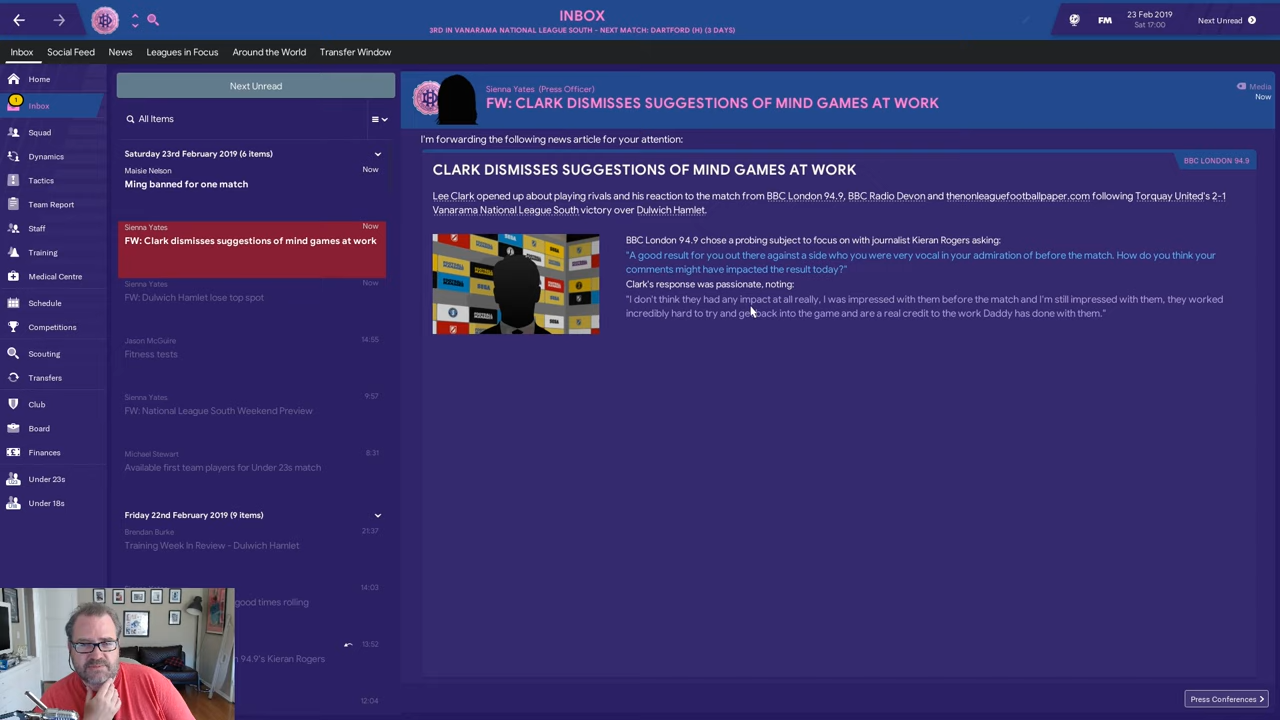 INBOX
3RD IN VANARAMA NATIONAL LEAGUE SOUTH - NEXT MATCH: DARTFORD (H) (3 DAYS)
FM
23 Feb 2019
Sat 17:00
Next Unread
Inbox
Social Feed
News
Leagues in Focus
Around the World
Transfer Window
Home
1
Inbox
Squad
Dynamics
Tactics
Team Report
Staff
Training
Medical Centre
Schedule
Competitions
Scouting
Transfers
Club
Board
Finances
Under 23s
Under 18s
Next Unread
All Items
Saturday 23rd February 2019 (6 items)
Maisie Nelson
Now
Ming banned for one match
Sienna Yates
Now
FW: Clark dismisses suggestions of mind games at work
Sienna Yates
Now
FW: Dulwich Hamlet lose top spot
Jason McGuire
14:55
Fitness tests
Sienna Yates
9:57
FW: National League South Weekend Preview
Michael Stewart
8:31
Available first team players for Under 23s match
Friday 22nd February 2019 (9 items)
Brendan Burke
21:37
Training Week In Review - Dulwich Hamlet
14:03
good times rolling
13:52
94.9's Kieran Rogers
12:04
Sienna Yates (Press Officer)
FW: CLARK DISMISSES SUGGESTIONS OF MIND GAMES AT WORK
Media
Now
I'm forwarding the following news article for your attention:
CLARK DISMISSES SUGGESTIONS OF MIND GAMES AT WORK
BBC LONDON 94.9
Lee Clark opened up about playing rivals and his reaction to the match from BBC London 94.9, BBC Radio Devon and thenonleaguefootballpaper.com following Torquay United's 2-1
Vanarama National League South victory over Dulwich Hamlet.
BBC London 94.9 chose a probing subject to focus on with journalist Kieran Rogers asking:
"A good result for you out there against a side who you were very vocal in your admiration of before the match. How do you think your
comments might have impacted the result today?"
Clark's response was passionate, noting:
"I don't think they had any impact at all really, I was impressed with them before the match and I'm still impressed with them, they worked
incredibly hard to try and get back into the game and are a real credit to the work Daddy has done with them."
Press Conferences